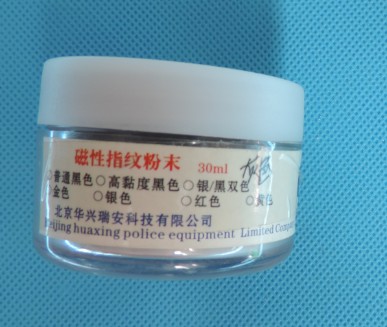 磁性指纹粉末 30ml
普通黑色○高黏度黑色○银/黑双色
金色 ○银色 ○红色
北京华兴瑞安科技有限公司
Beijing huaxing police equipment Limited Company